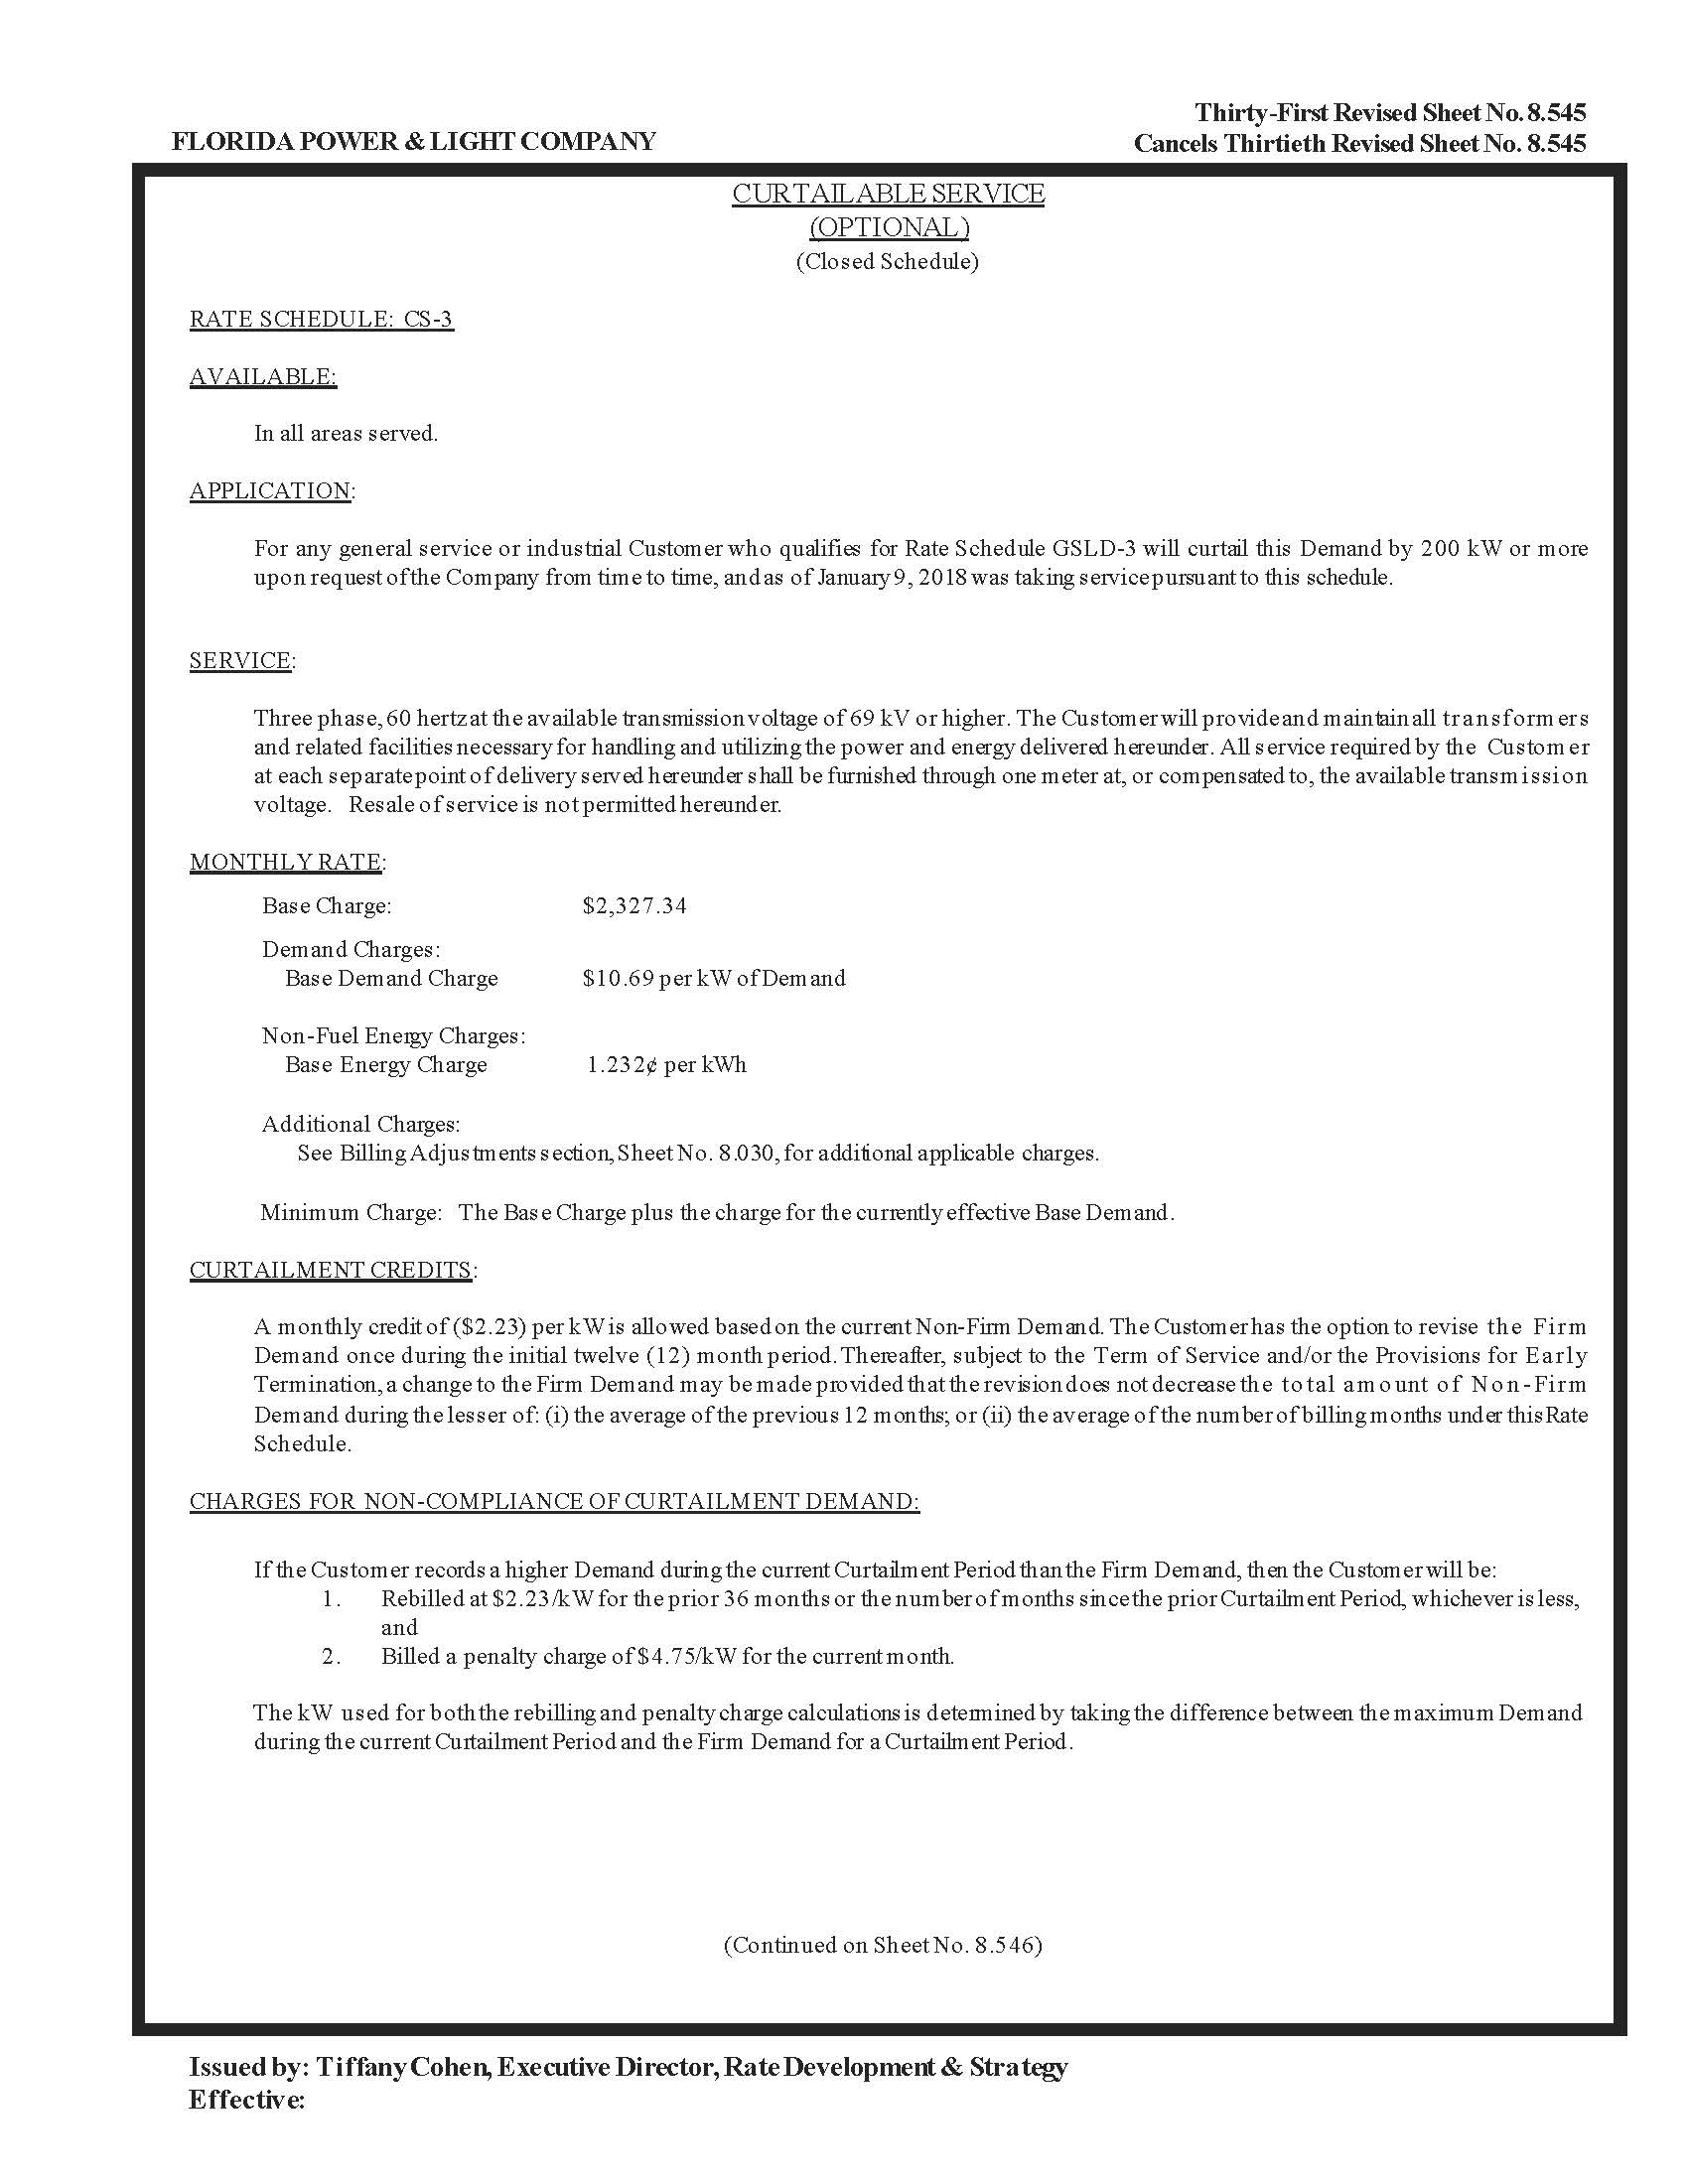 Thirty-First Revised Sheet No. 8.545
FLORIDA POWER & LIGHT COMPANY
Cancels Thirtieth Revised Sheet No. 8.545
CURTAILABLE SERVICE
(OPTIONAL)
(Closed Schedule)
RATE SCHEDULE: CS-3
AVAILABLE:
In all areas served.
APPLICATION:
For any general service or industrial Customer who qualifies for Rate Schedule GSLD-3 will curtail this Demand by 200 kW or more
upon request of the Company from time to time, and as of January 9, 2018 was taking service pursuant to this schedule.
SERVICE:
Three phase, 60 hertz at the available transmission voltage of 69 kV or higher. The Customer will provide and maintain all transformers
and related facilities necessary for handling and utilizing the power and energy delivered hereunder. All service required by the Customer
at each separate point of delivery served hereunder shall be furnished through one meter at, or compensated to, the available transmission
voltage. Resale of service is not permitted hereunder.
MONTHLY RATE:
Base Charge: $2,327.34
Demand Charges:
Base Demand Charge $10.69 per kW of Demand
Non-Fuel Energy Charges:
Base Energy Charge 1.232¢ per kWh
Additional Charges:
See Billing Adjustments section, Sheet No. 8.030, for additional applicable charges.
Minimum Charge: The Base Charge plus the charge for the currently effective Base Demand.
CURTAILMENT CREDITS:
A monthly credit of ($2.23) per kW is allowed based on the current Non-Firm Demand. The Customer has the option to revise the Firm
Demand once during the initial twelve (12) month period. Thereafter, subject to the Term of Service and/or the Provisions for Early
Termination, a change to the Firm Demand may be made provided that the revision does not decrease the total amount of Non-Firm
Demand during the lesser of: (i) the average of the previous 12 months; or (ii) the average of the number of billing months under this Rate
Schedule.
CHARGES FOR NON-COMPLIANCE OF CURTAILMENT DEMAND:
If the Customer records a higher Demand during the current Curtailment Period than the Firm Demand, then the Customer will be:
1. Rebilled at $2.23/kW for the prior 36 months or the number of months since the prior Curtailment Period, whichever is less,
and
2. Billed a penalty charge of $4.75/kW for the current month.
The kW used for both the rebilling and penalty charge calculations is determined by taking the difference between the maximum Demand
during the current Curtailment Period and the Firm Demand for a Curtailment Period.
(Continued on Sheet No. 8.546)
Issued by: Tiffany Cohen, Executive Director, Rate Development & Strategy
Effective: